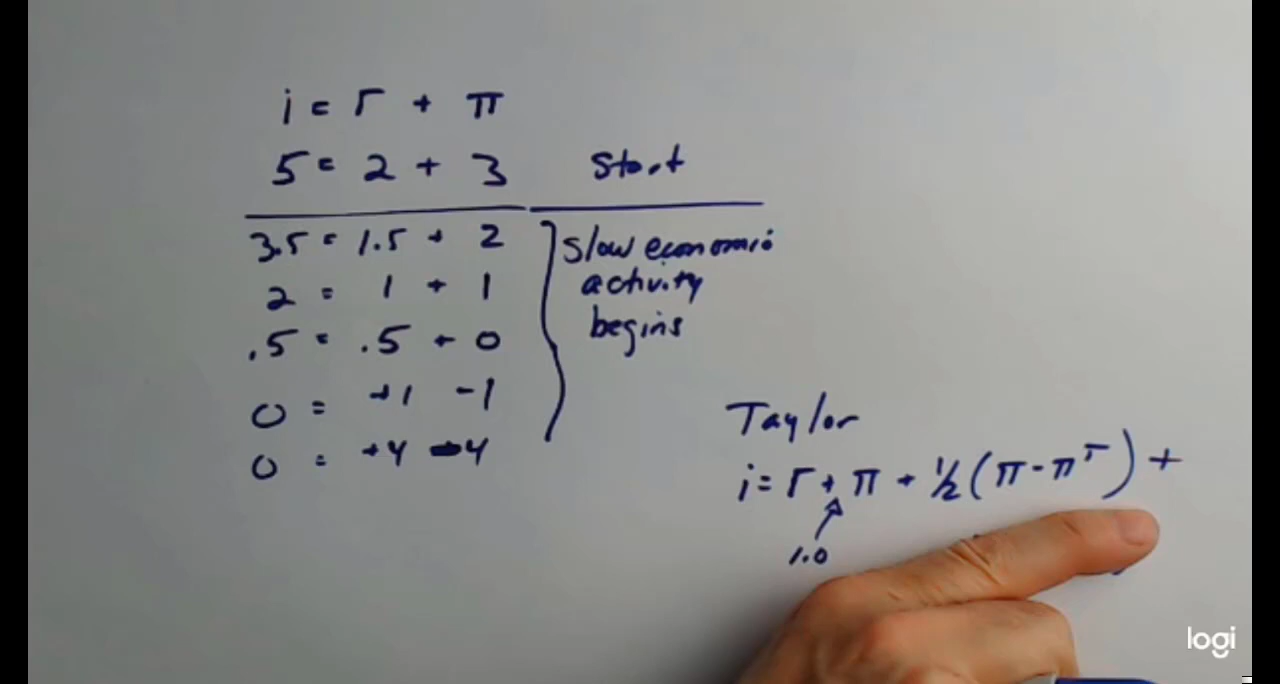 i = r + π
5 = 2 + 3 Start
3.5 = 1.5 + 2
2 = 1 + 1
.5 = .5 + 0
0 = +1 -1
0 = +4 -4
Slow economic
activity
begins
Taylor
i = r + π + 1/2 (π - π^T) +
1.0
logi